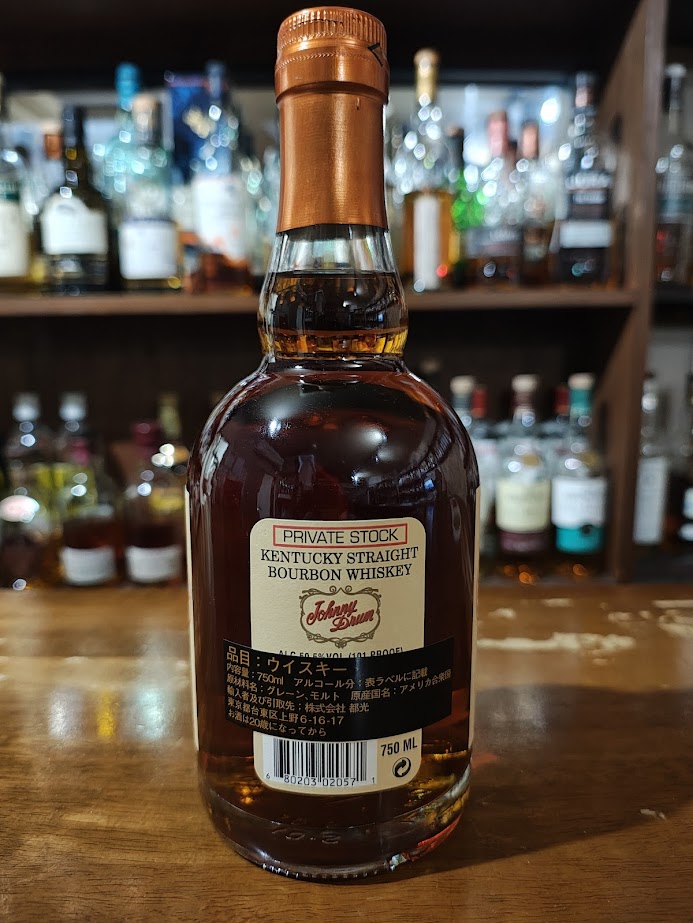 PRIVATE STOCK
KENTUCKY STRAIGHT
BOURBON WHISKEY
Johnny
Drum
ALC 50.5% VOL (101 PROOF)
品目：ウイスキー
内容量：750ml アルコール分：表ラベルに記載
原材料名：グレーン、モルト 原産国名：アメリカ合衆国
輸入者及び引取先：株式会社 都光
東京都台東区上野6-16-17
お酒は20歳になってから
6 80203 02057 1
750 ML